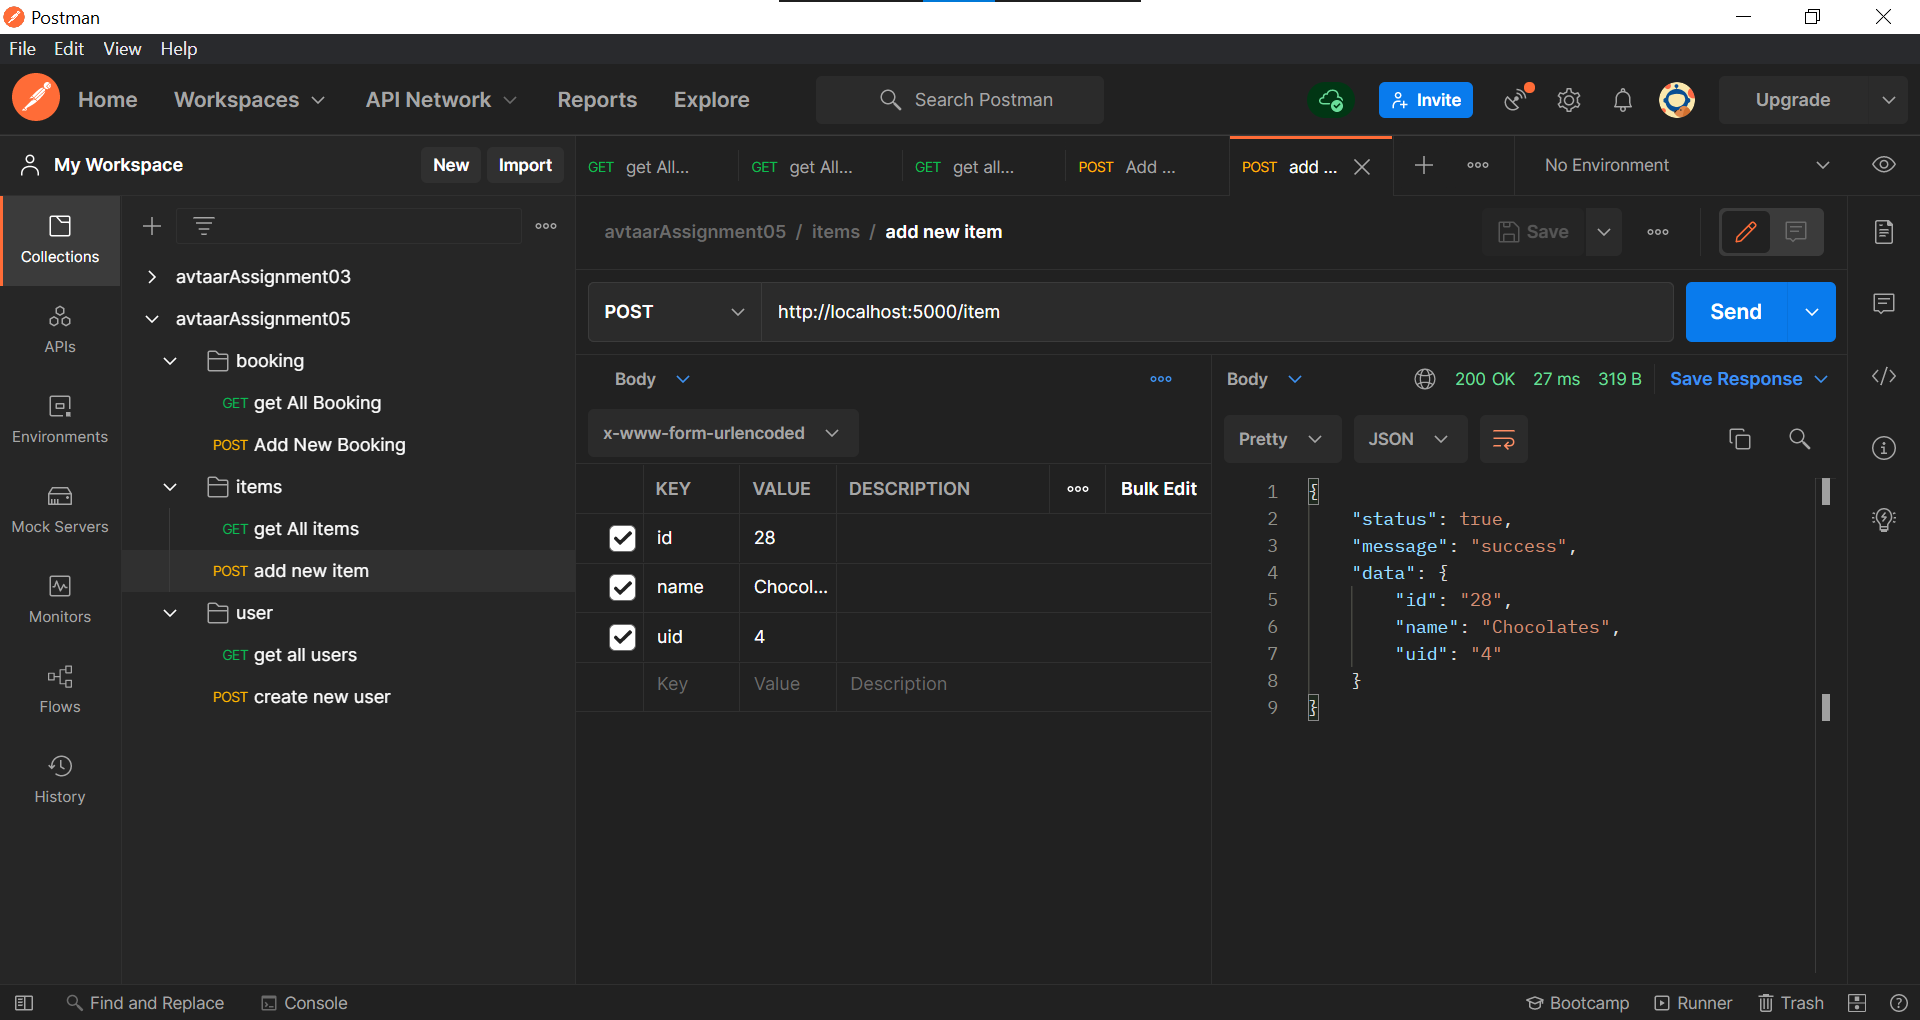 Postman
File Edit View Help
Home Workspaces API Network Reports Explore Search Postman Invite Upgrade
My Workspace New Import
GET get All... GET get All... GET get all... POST Add ... POST add ... No Environment
Collections
APIs
Environments
Mock Servers
Monitors
Flows
History
avtaarAssignment03
avtaarAssignment05
booking
GET get All Booking
POST Add New Booking
items
GET get All items
POST add new item
user
GET get all users
POST create new user
avtaarAssignment05 / items / add new item Save
POST http://localhost:5000/item Send
Body
x-www-form-urlencoded
KEY VALUE DESCRIPTION Bulk Edit
id 28
name Chocol...
uid 4
Key Value Description
Body 200 OK 27 ms 319 B Save Response
Pretty JSON
1 {
2 "status": true,
3 "message": "success",
4 "data": {
5 "id": "28",
6 "name": "Chocolates",
7 "uid": "4"
8 }
9 }
Find and Replace Console Bootcamp Runner Trash